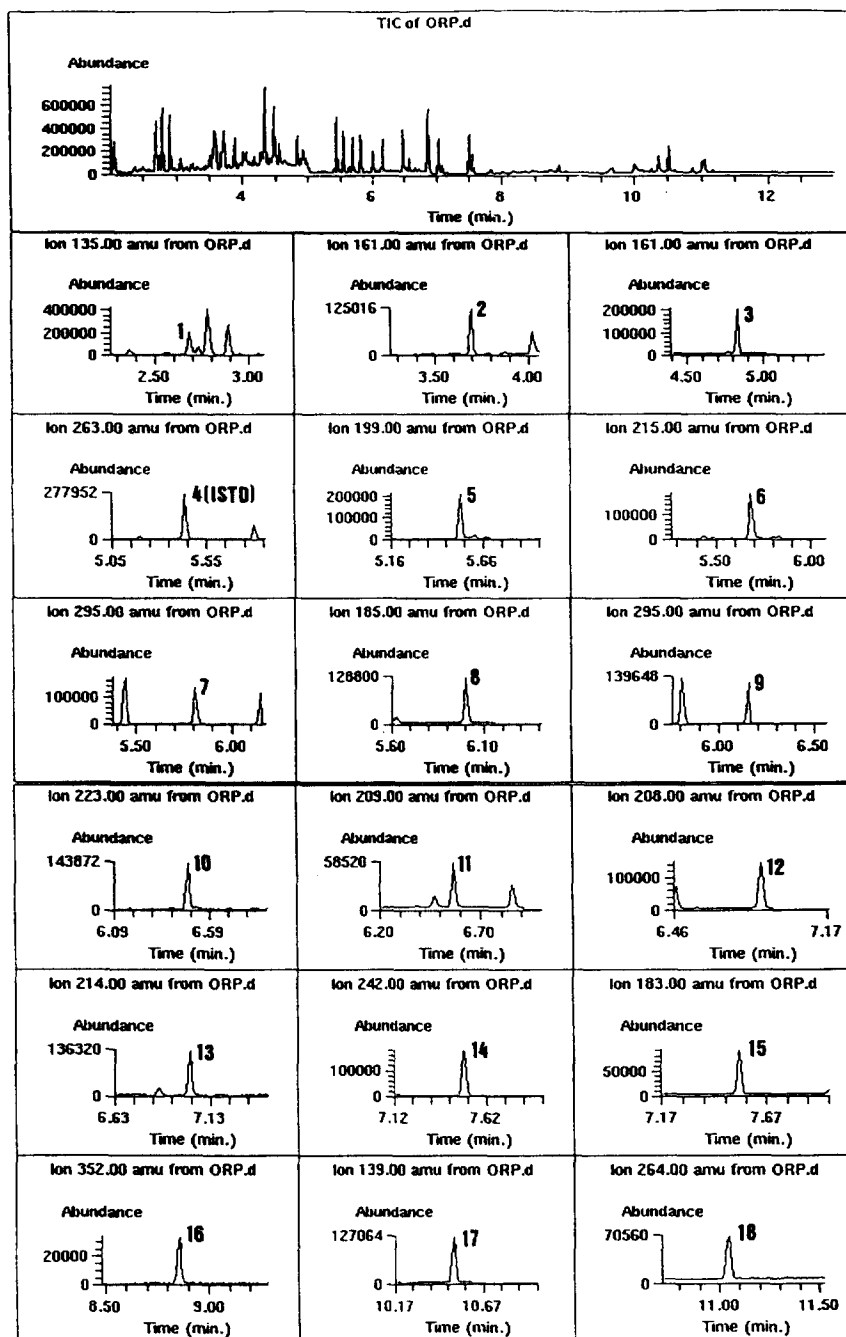 TIC of ORP.d
Abundance
600000
400000
200000
0
4 6 8 10 12
Time (min.)
Ion 135.00 amu from ORP.d
Abundance
400000
200000
0
1
2.50 3.00
Time (min.)
Ion 161.00 amu from ORP.d
Abundance
125016
0
2
3.50 4.00
Time (min.)
Ion 161.00 amu from ORP.d
Abundance
200000
100000
0
3
4.50 5.00
Time (min.)
Ion 263.00 amu from ORP.d
Abundance
277952
0
4(ISTD)
5.05 5.55
Time (min.)
Ion 199.00 amu from ORP.d
Abundance
200000
100000
0
5
5.16 5.66
Time (min.)
Ion 215.00 amu from ORP.d
Abundance
100000
0
6
5.50 6.00
Time (min.)
Ion 295.00 amu from ORP.d
Abundance
100000
0
7
5.50 6.00
Time (min.)
Ion 185.00 amu from ORP.d
Abundance
128800
0
8
5.60 6.10
Time (min.)
Ion 295.00 amu from ORP.d
Abundance
139648
0
9
6.00 6.50
Time (min.)
Ion 223.00 amu from ORP.d
Abundance
143872
0
10
6.09 6.59
Time (min.)
Ion 209.00 amu from ORP.d
Abundance
58520
0
11
6.20 6.70
Time (min.)
Ion 208.00 amu from ORP.d
Abundance
100000
0
12
6.46 7.17
Time (min.)
Ion 214.00 amu from ORP.d
Abundance
136320
0
13
6.63 7.13
Time (min.)
Ion 242.00 amu from ORP.d
Abundance
100000
0
14
7.12 7.62
Time (min.)
Ion 183.00 amu from ORP.d
Abundance
50000
0
15
7.17 7.67
Time (min.)
Ion 352.00 amu from ORP.d
Abundance
20000
0
16
8.50 9.00
Time (min.)
Ion 139.00 amu from ORP.d
Abundance
127064
0
17
10.17 10.67
Time (min.)
Ion 264.00 amu from ORP.d
Abundance
70560
0
18
11.00 11.50
Time (min.)